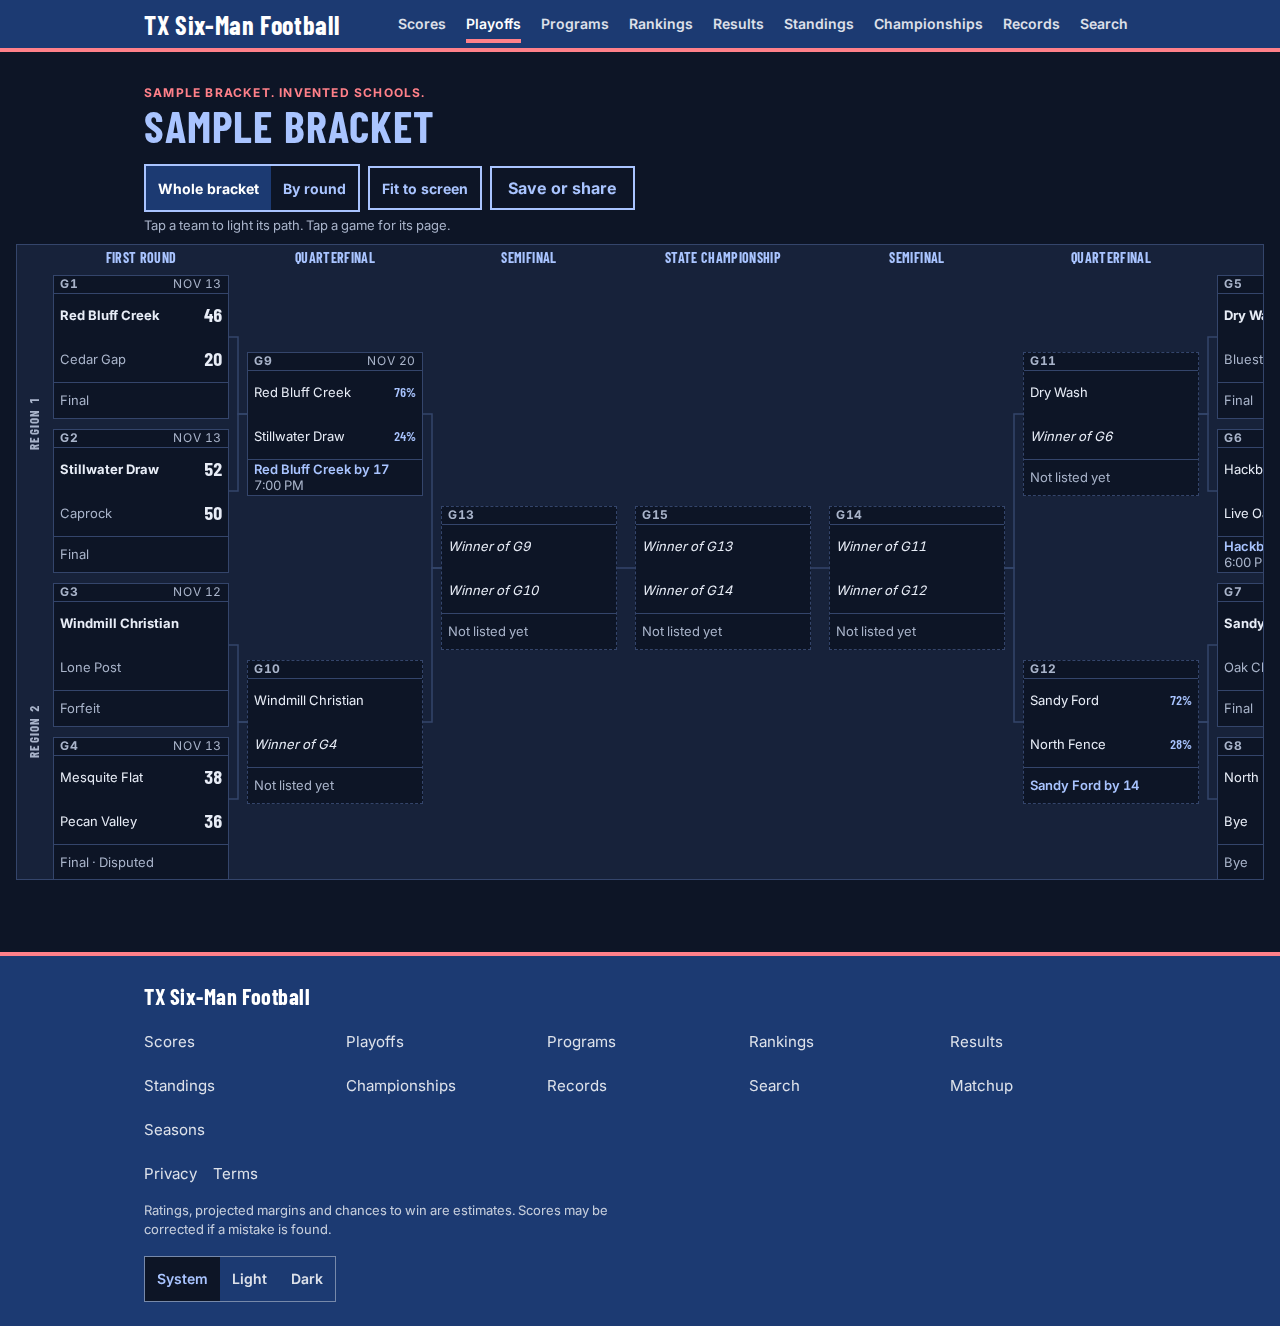 TX Six-Man Football
Scores Playoffs Programs Rankings Results Standings Championships Records Search
SAMPLE BRACKET. INVENTED SCHOOLS.
SAMPLE BRACKET
Whole bracket By round Fit to screen Save or share
Tap a team to light its path. Tap a game for its page.
FIRST ROUND QUARTERFINAL SEMIFINAL STATE CHAMPIONSHIP SEMIFINAL QUARTERFINAL
REGION 1
REGION 2
G1 NOV 13
Red Bluff Creek 46
Cedar Gap 20
Final
G2 NOV 13
Stillwater Draw 52
Caprock 50
Final
G3 NOV 12
Windmill Christian
Lone Post
Forfeit
G4 NOV 13
Mesquite Flat 38
Pecan Valley 36
Final · Disputed
G9 NOV 20
Red Bluff Creek 76%
Stillwater Draw 24%
Red Bluff Creek by 17
7:00 PM
G10
Windmill Christian
Winner of G4
Not listed yet
G13
Winner of G9
Winner of G10
Not listed yet
G15
Winner of G13
Winner of G14
Not listed yet
G14
Winner of G11
Winner of G12
Not listed yet
G11
Dry Wash
Winner of G6
Not listed yet
G12
Sandy Ford 72%
North Fence 28%
Sandy Ford by 14
G5
Dry
Final
G6
Live
6:00
G7
Sandy
Oak
Final
G8
North
Bye
Bye
TX Six-Man Football
Scores Playoffs Programs Rankings Results
Standings Championships Records Search Matchup
Seasons
Privacy Terms
Ratings, projected margins and chances to win are estimates. Scores may be
corrected if a mistake is found.
System Light Dark